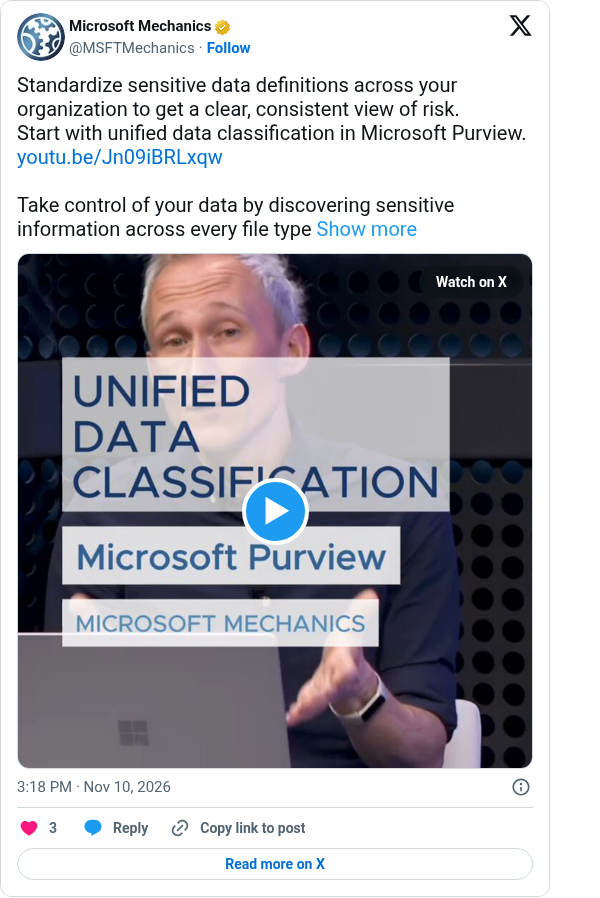 Microsoft Mechanics
@MSFTMechanics · Follow
Standardize sensitive data definitions across your
organization to get a clear, consistent view of risk.
Start with unified data classification in Microsoft Purview.
youtu.be/Jn09iBRLxqw
Take control of your data by discovering sensitive
information across every file type Show more
Watch on X
UNIFIED
DATA
CLASSIFICATION
Microsoft Purview
MICROSOFT MECHANICS
3:18 PM · Nov 10, 2026
3 Reply Copy link to post
Read more on X